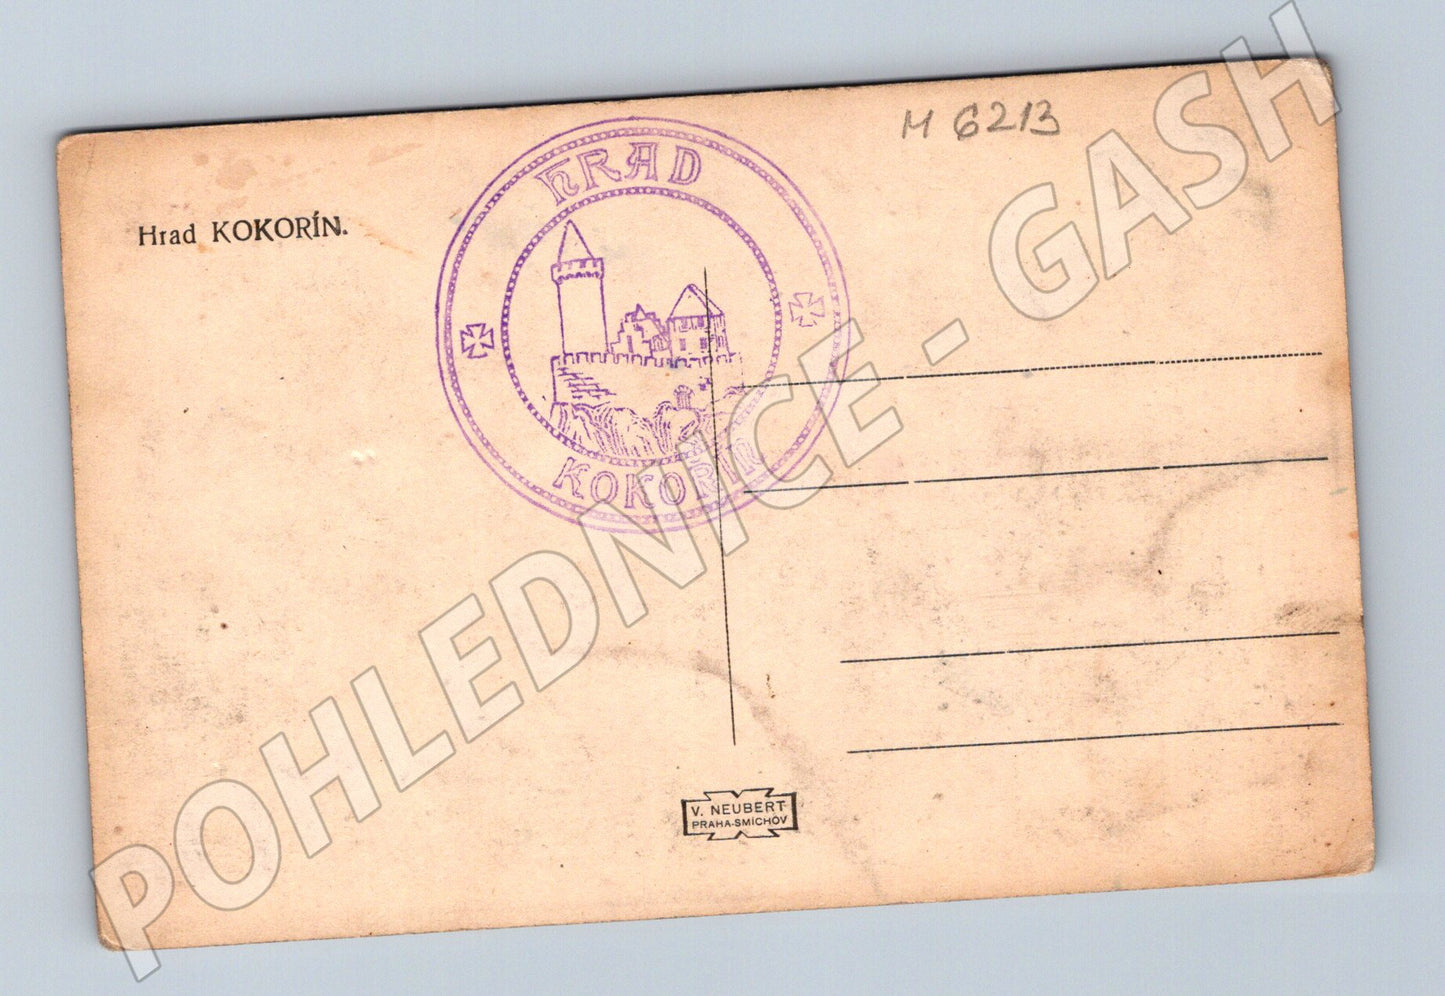 M 6213
Hrad KOKORÍN.
HRAD
KOKORÍN
V. NEUBERT
PRAHA-SMÍCHOV
POHLEDNICE - GASH